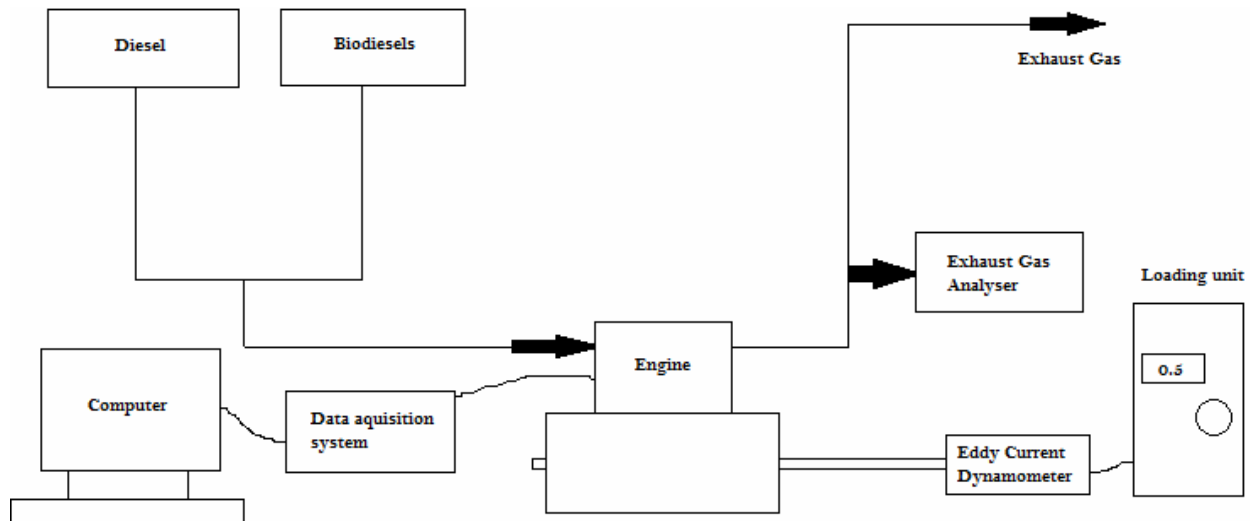 Diesel
Biodiesels
Exhaust Gas
Exhaust Gas
Analyser
Loading unit
0.5
Engine
Computer
Data aquisition
system
Eddy Current
Dynamometer